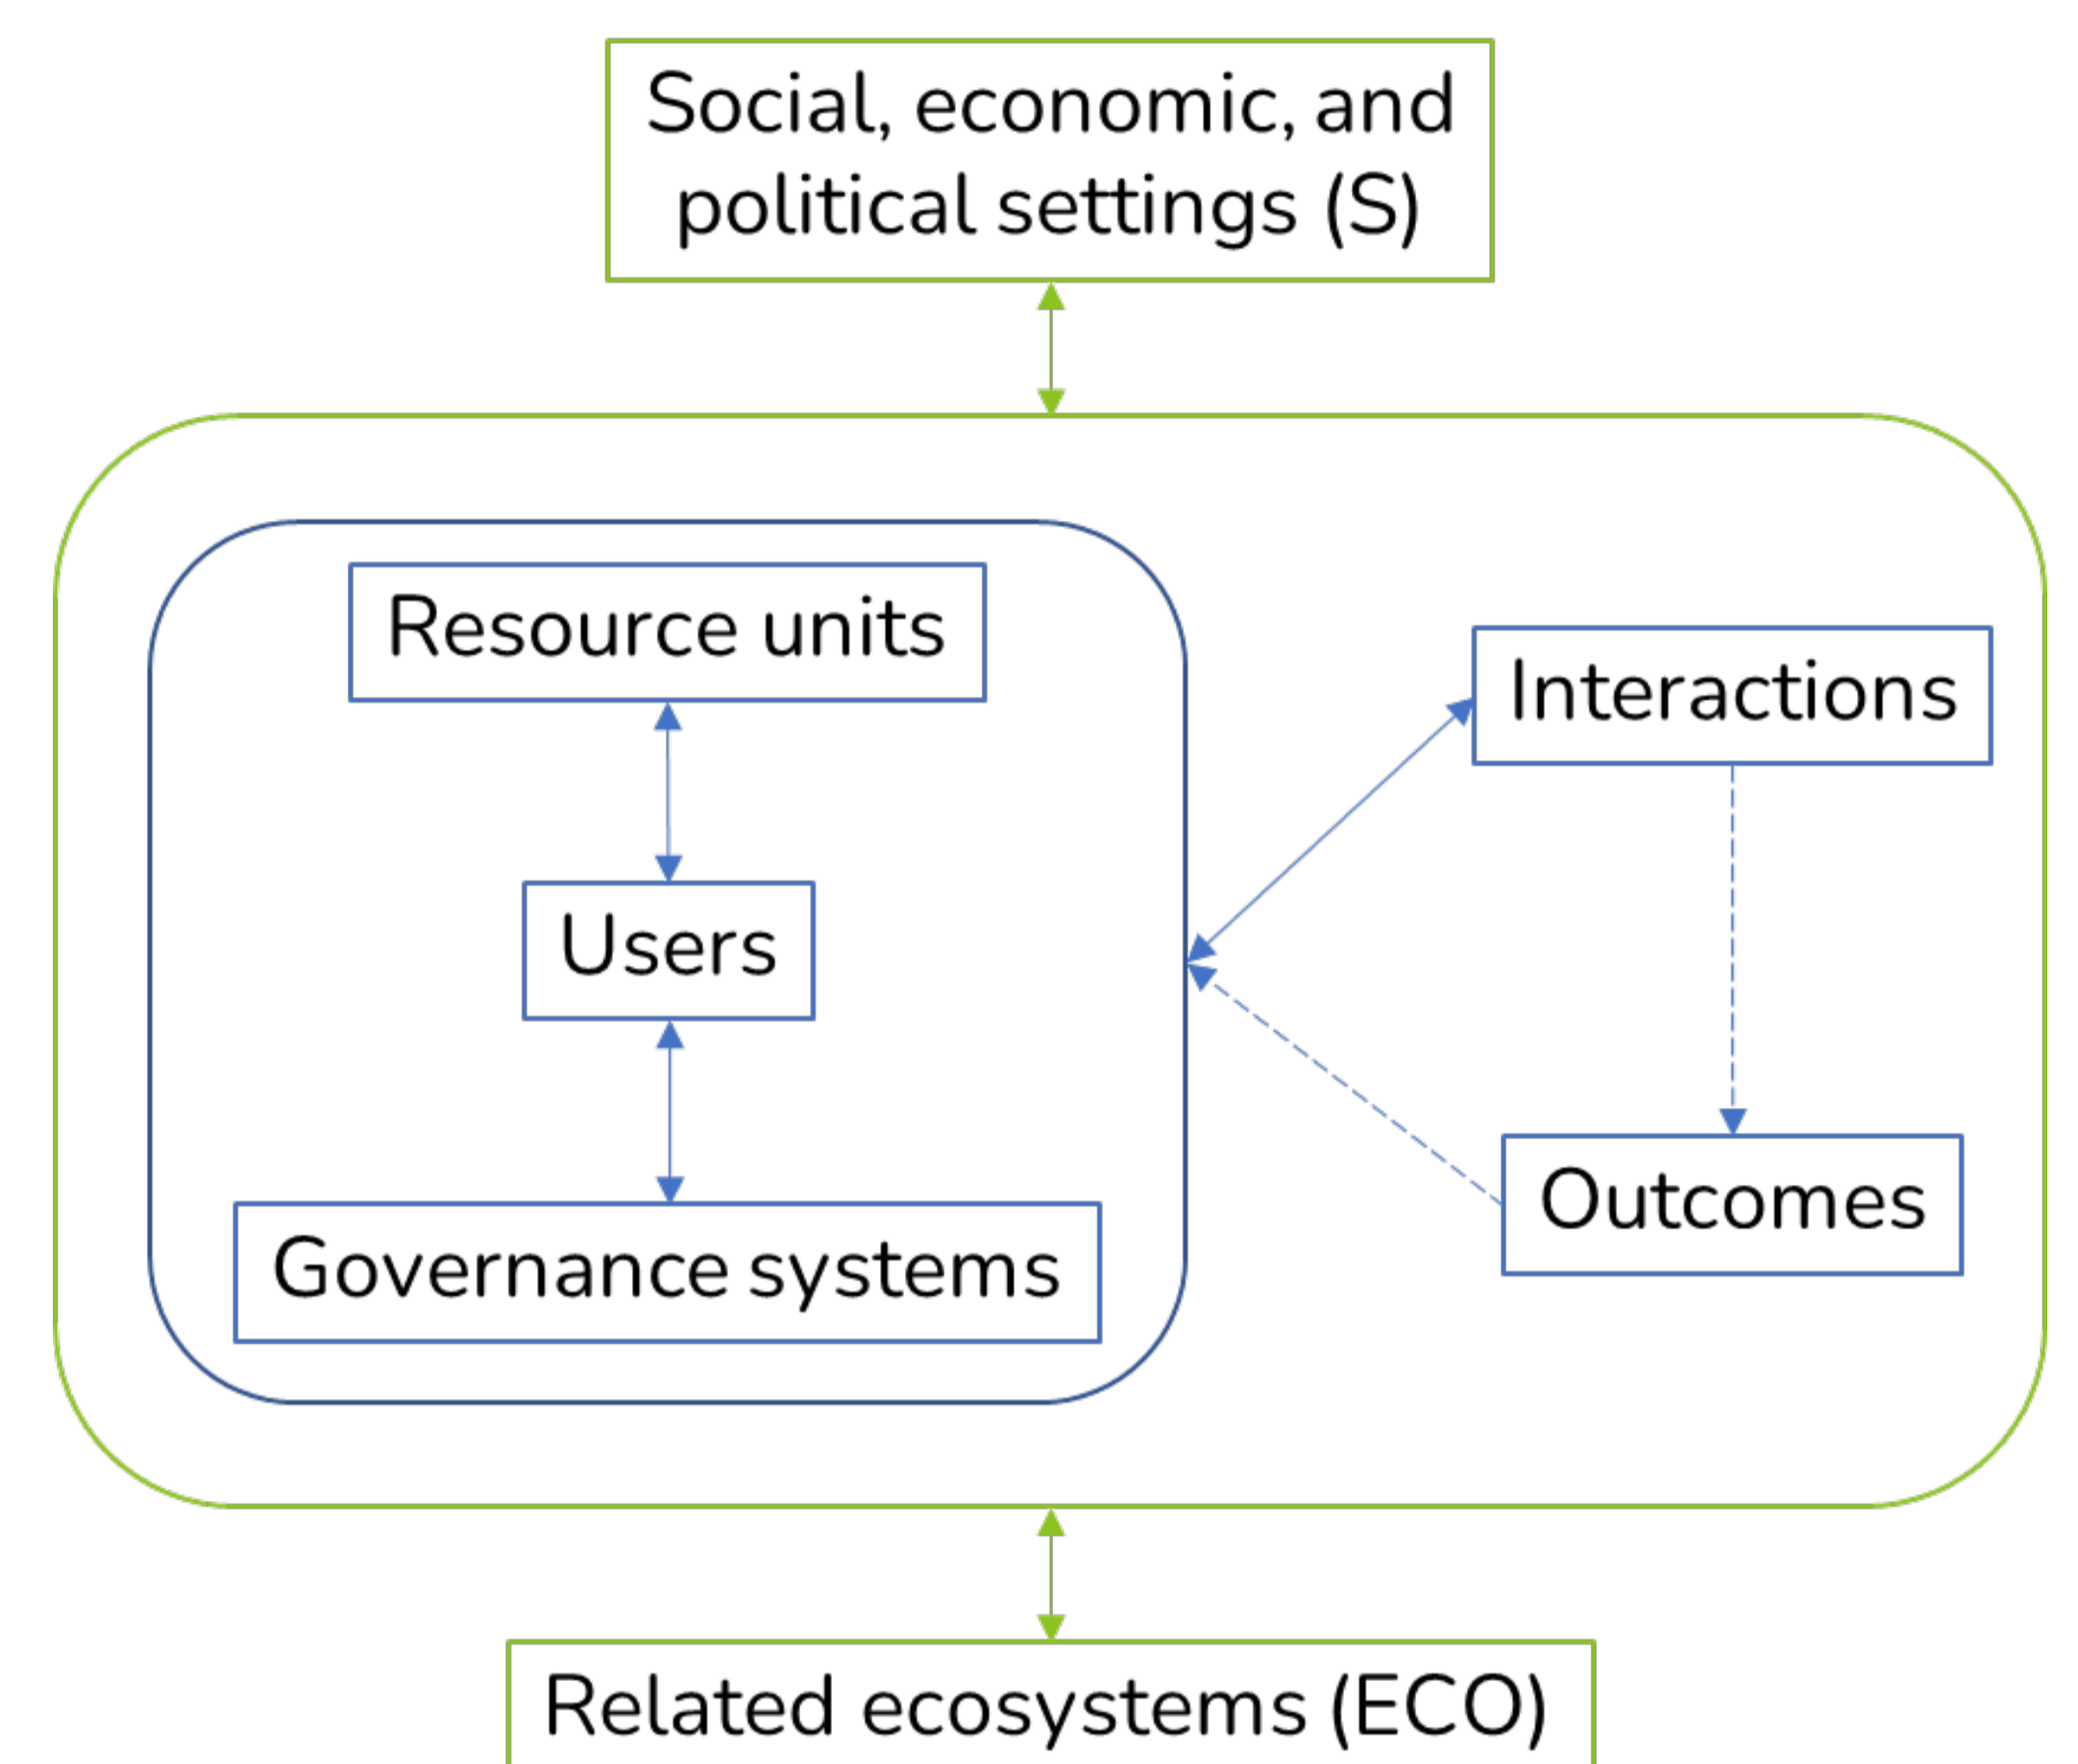 Social, economic, and
political settings (S)
Resource units
Interactions
Users
Outcomes
Governance systems
Related ecosystems (ECO)